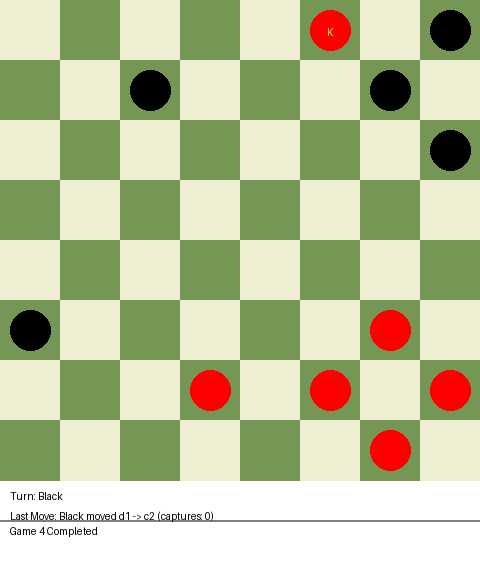 K
Turn: Black
Last Move: Black moved d1 -> c2 (captures: 0)
Game 4 Completed